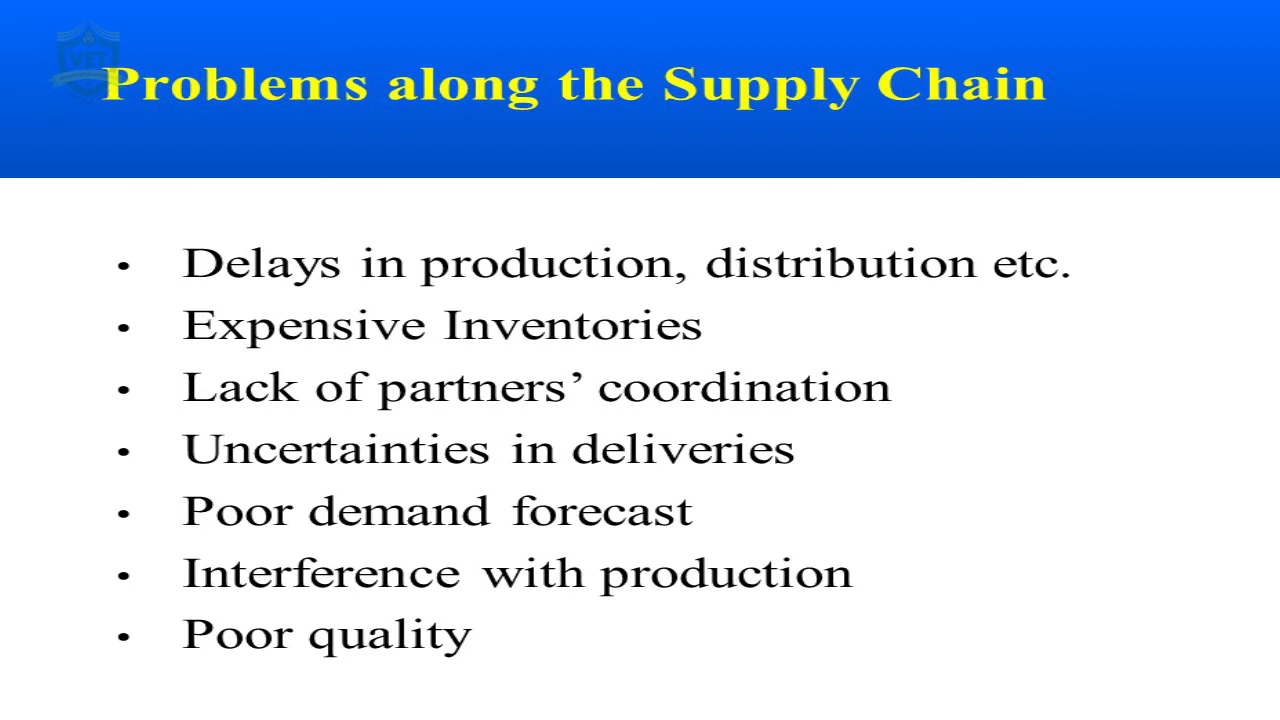 VET
Problems along the Supply Chain
• Delays in production, distribution etc.
• Expensive Inventories
• Lack of partners’ coordination
• Uncertainties in deliveries
• Poor demand forecast
• Interference with production
• Poor quality